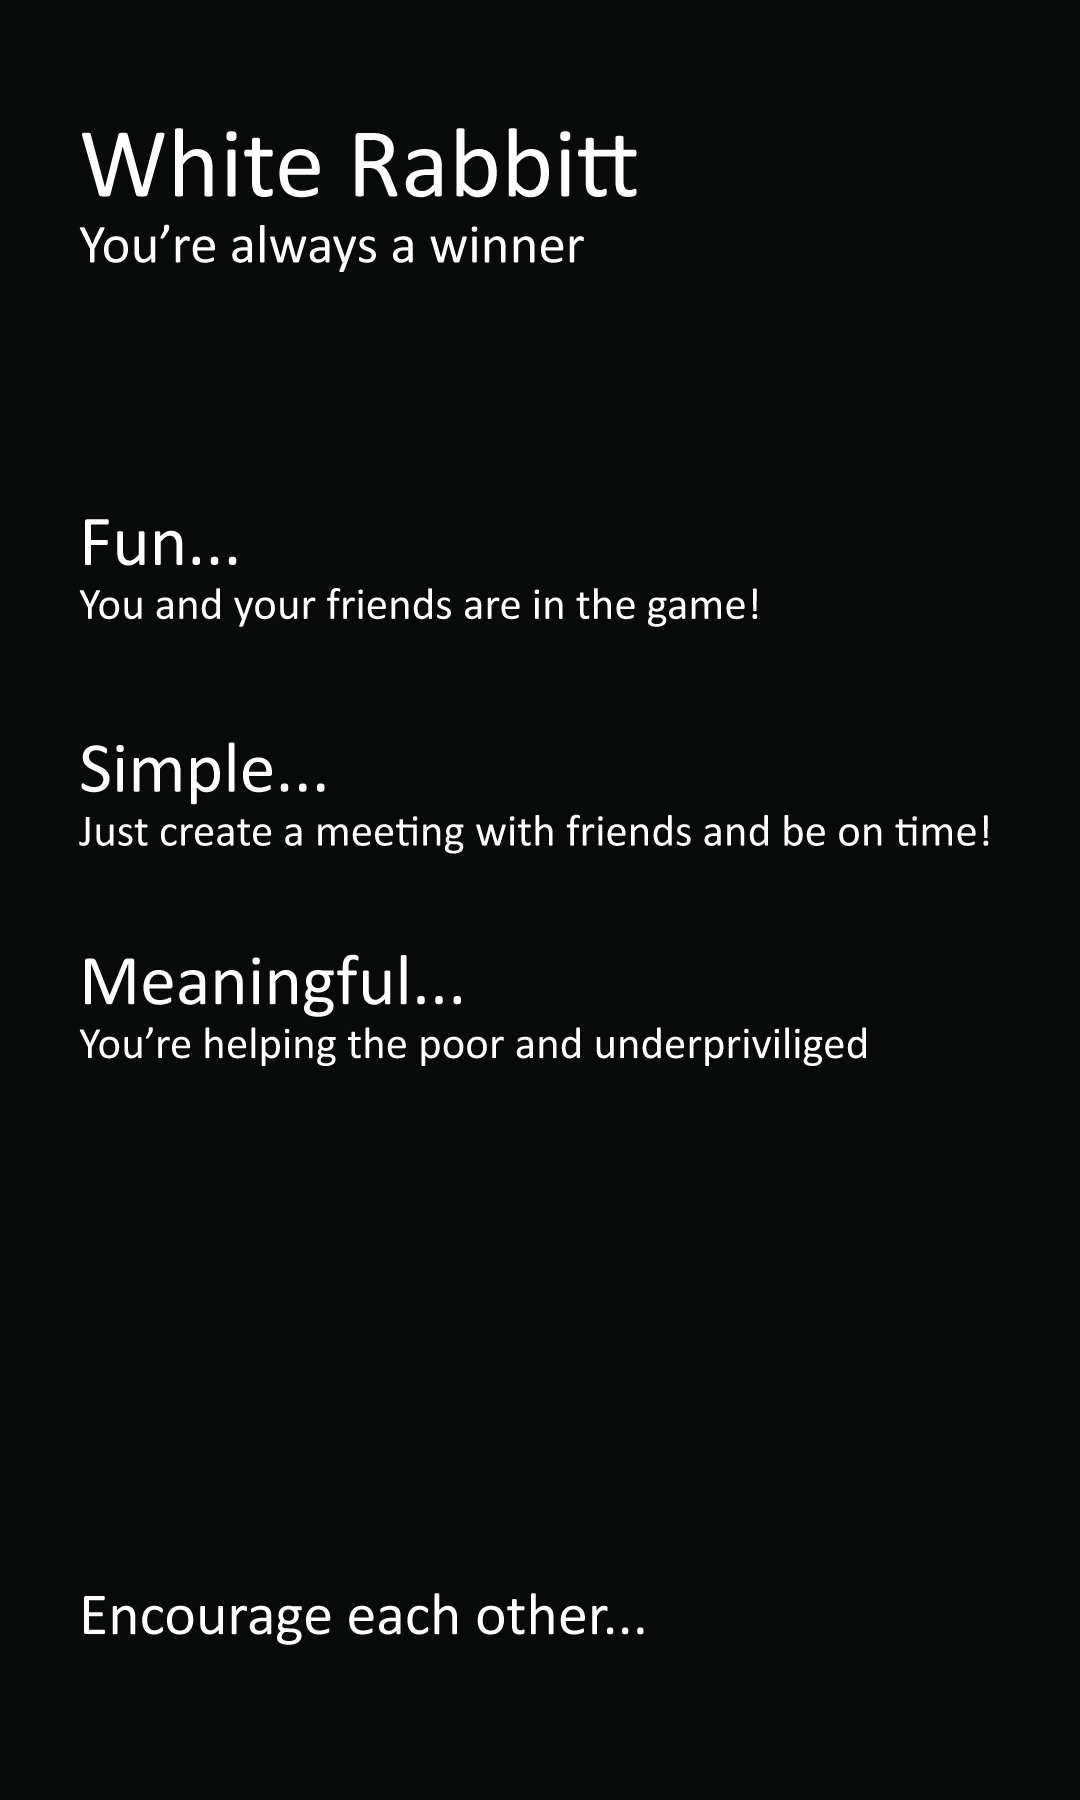 White Rabbitt
You’re always a winner
Fun...
You and your friends are in the game!
Simple...
Just create a meeting with friends and be on time!
Meaningful...
You’re helping the poor and underpriviliged
Encourage each other...